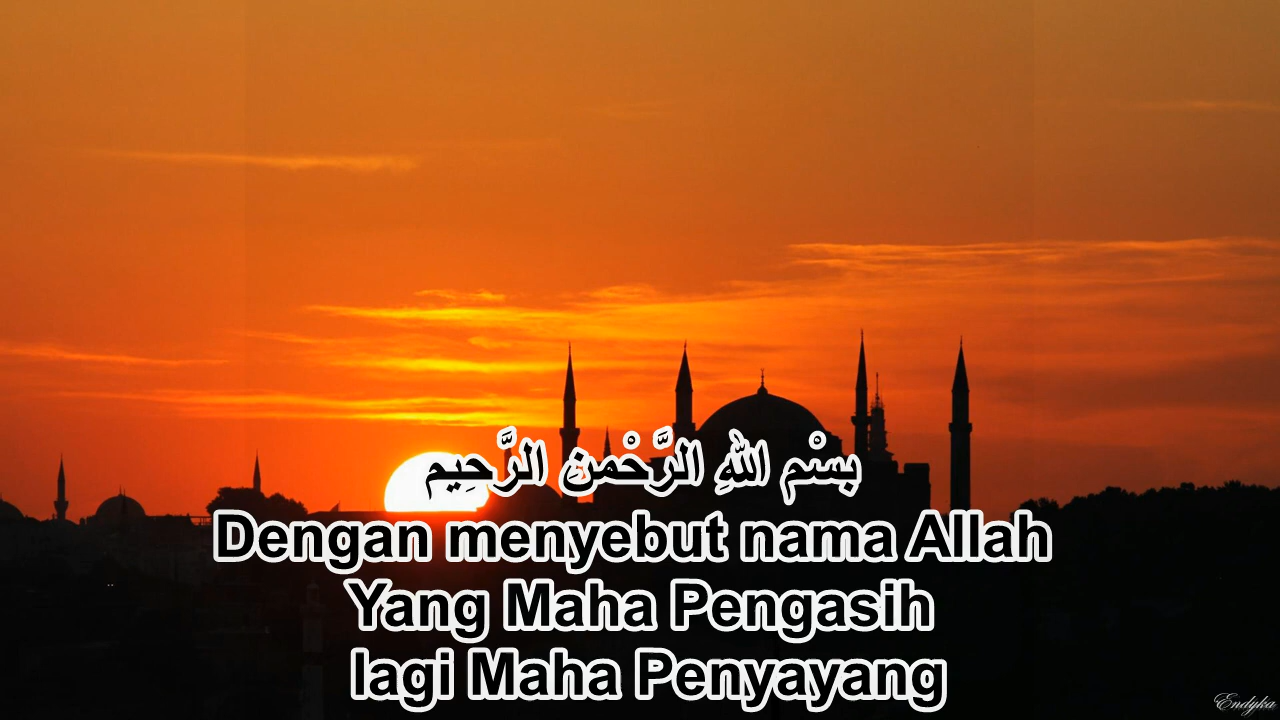 بِسْمِ اللهِ الرَّحْمنِ الرَّحِيم
Dengan menyebut nama Allah
Yang Maha Pengasih
lagi Maha Penyayang
Endyka